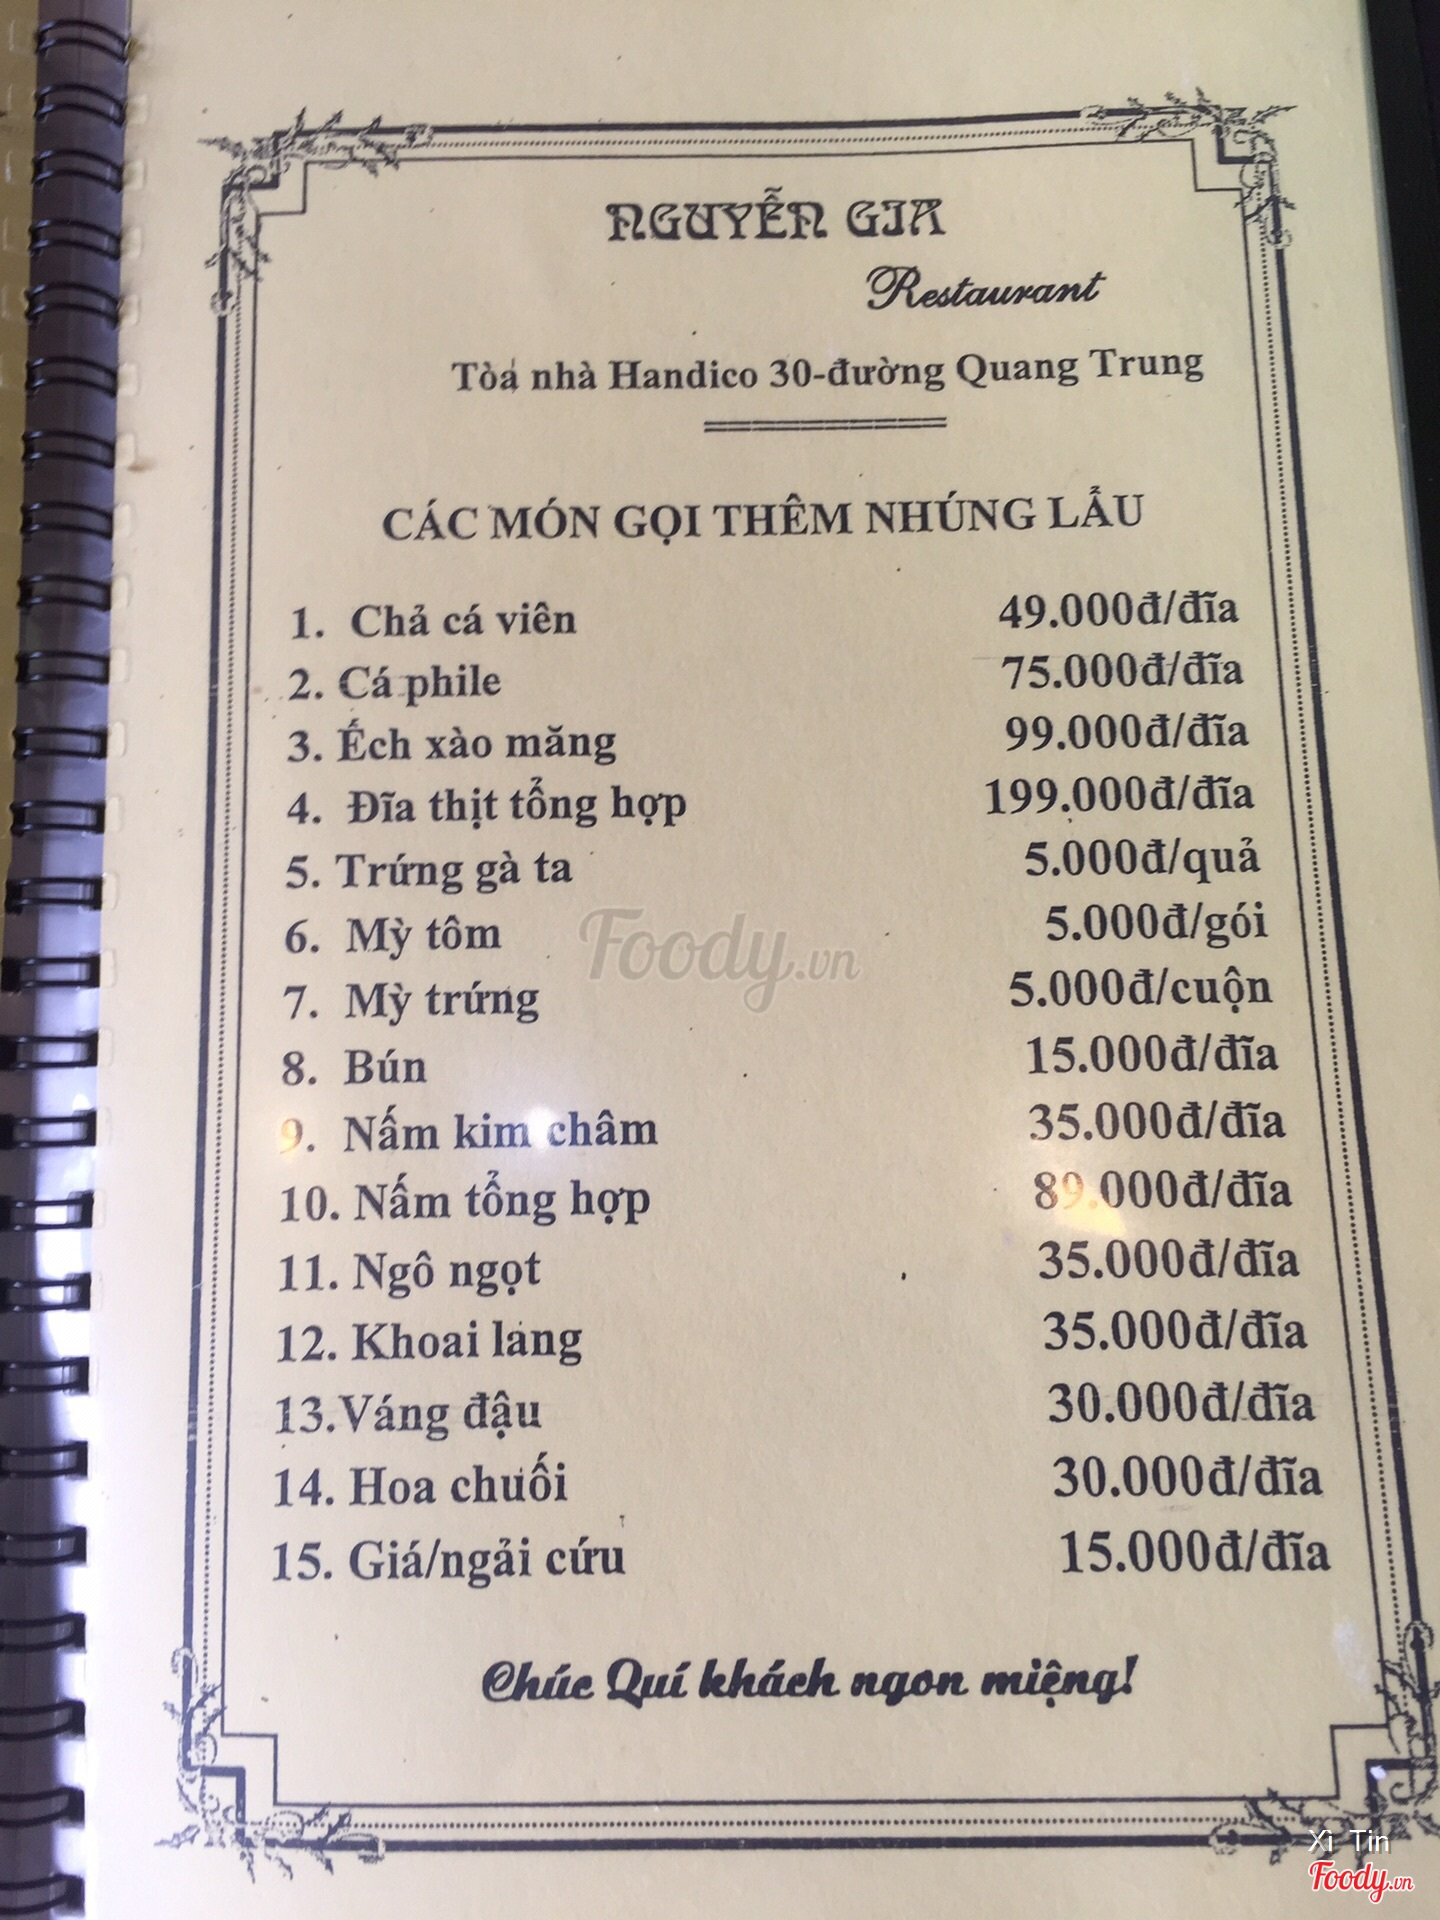 NGUYỄN GIA
Restaurant
Tòa nhà Handico 30-đường Quang Trung
CÁC MÓN GỌI THÊM NHÚNG LẨU
1. Chả cá viên 49.000đ/đĩa
2. Cá phile 75.000đ/đĩa
3. Ếch xào măng 99.000đ/đĩa
4. Đĩa thịt tổng hợp 199.000đ/đĩa
5. Trứng gà ta 5.000đ/quả
6. Mỳ tôm 5.000đ/gói
7. Mỳ trứng 5.000đ/cuộn
8. Bún 15.000đ/đĩa
9. Nấm kim châm 35.000đ/đĩa
10. Nấm tổng hợp 89.000đ/đĩa
11. Ngô ngọt 35.000đ/đĩa
12. Khoai lang 35.000đ/đĩa
13.Váng đậu 30.000đ/đĩa
14. Hoa chuối 30.000đ/đĩa
15. Giá/ngải cứu 15.000đ/đĩa
Chúc Quí khách ngon miệng!
Foody.vn
Xì Tin
Foody.vn